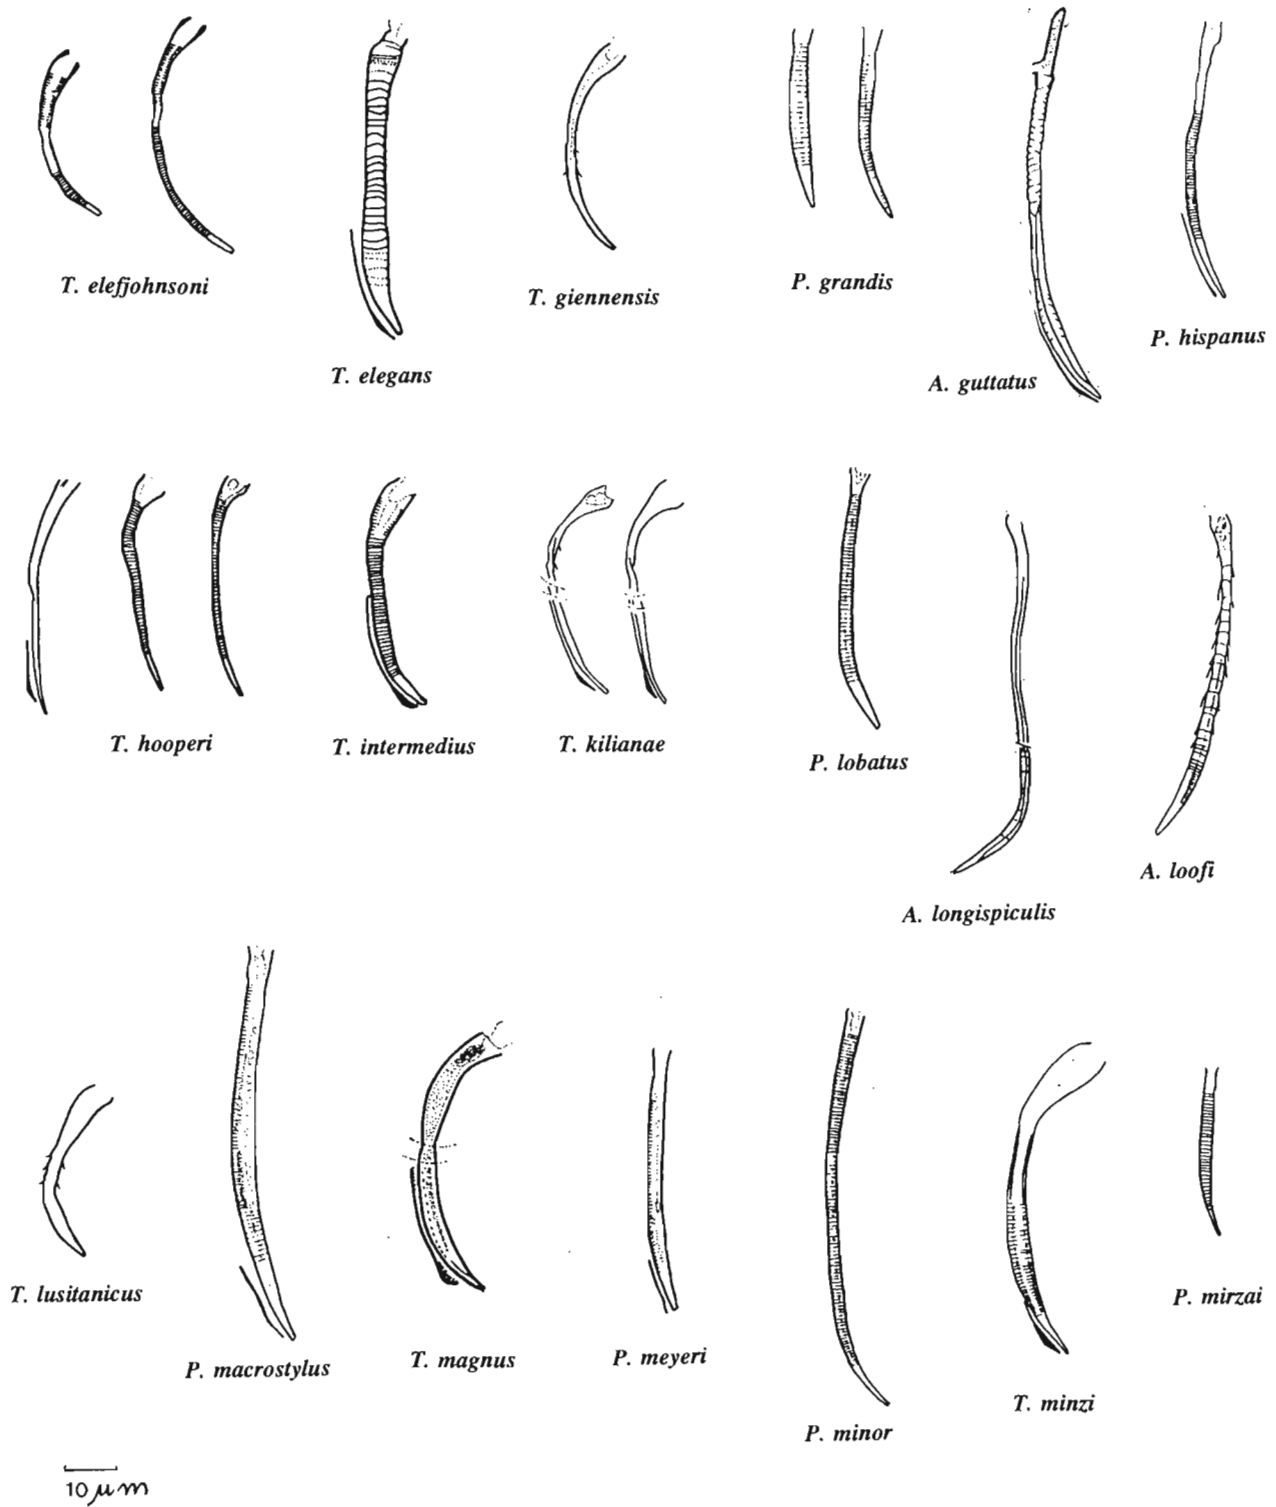 T. elefjohnsoni
T. elegans
T. giennensis
P. grandis
A. guttatus
P. hispanus
T. hooperi
T. intermedius
T. kilianae
P. lobatus
A. longispiculis
A. loofi
T. lusitanicus
P. macrostylus
T. magnus
P. meyeri
P. minor
T. minzi
P. mirzai
10 μm